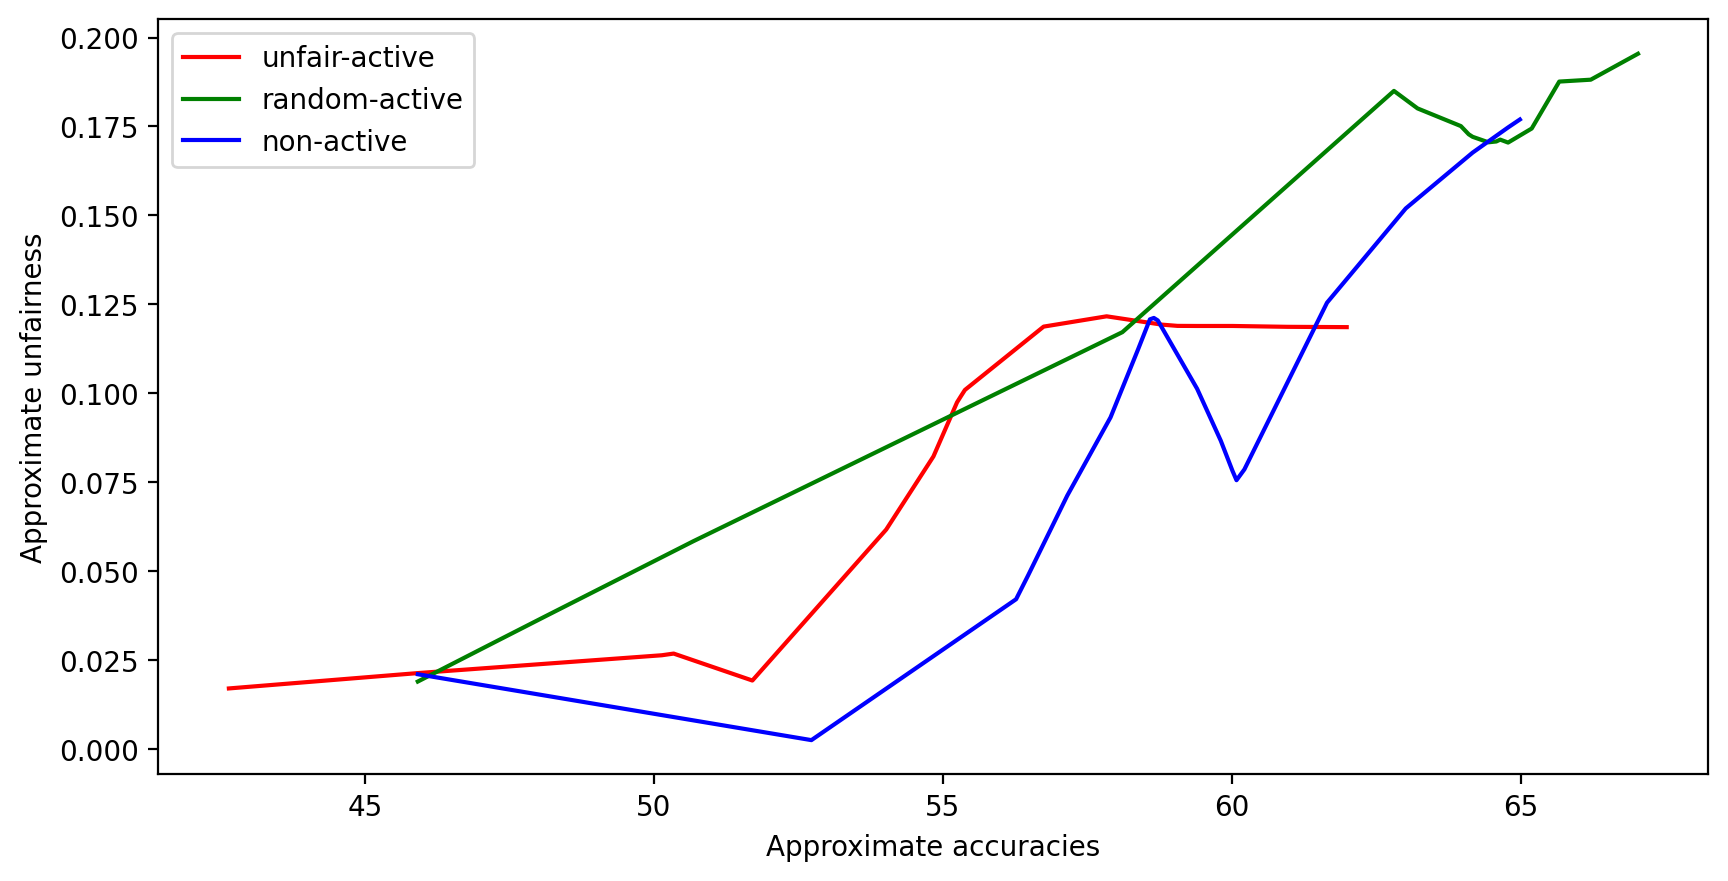 unfair-active
random-active
non-active
0.200
0.175
0.150
0.125
0.100
0.075
0.050
0.025
0.000
Approximate unfairness
45
50
55
60
65
Approximate accuracies